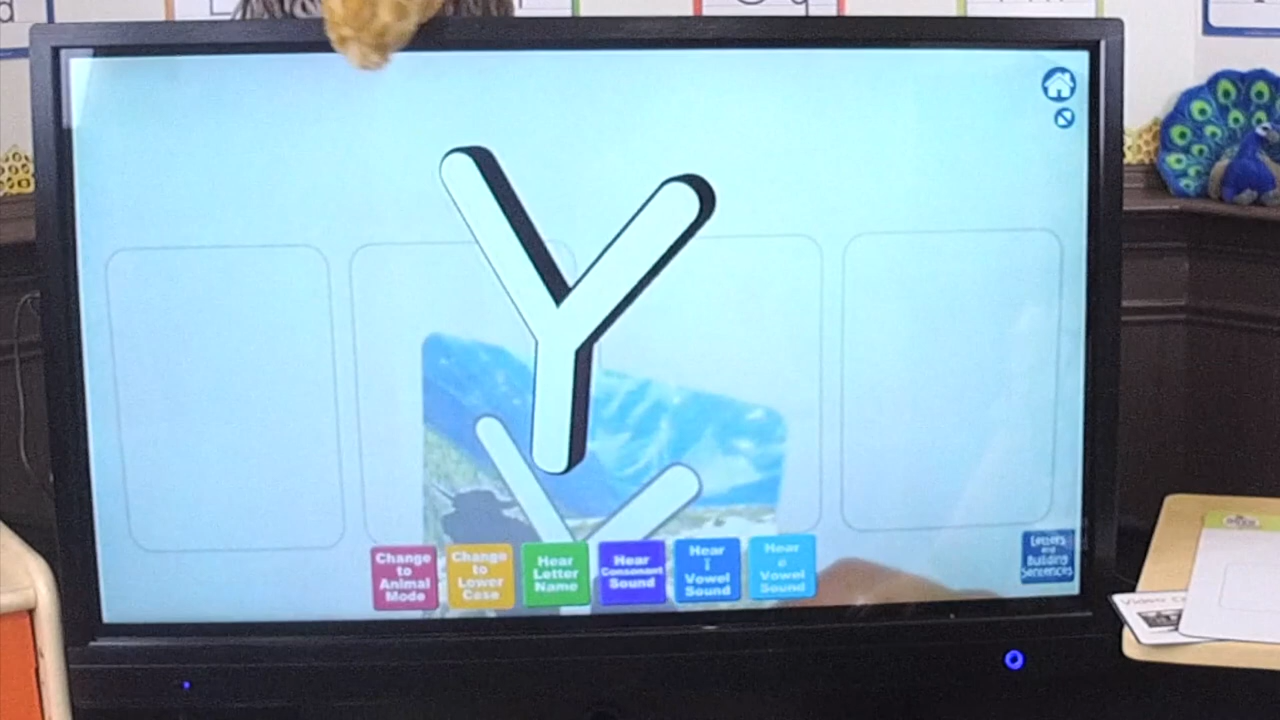 Y
Y
Change
to
Animal
Mode
Change
to
Lower
Case
Hear
Letter
Name
Hear
Consonant
Sound
Hear
I
Vowel
Sound
Hear
e
Vowel
Sound
Letters
and
Building
Sentences